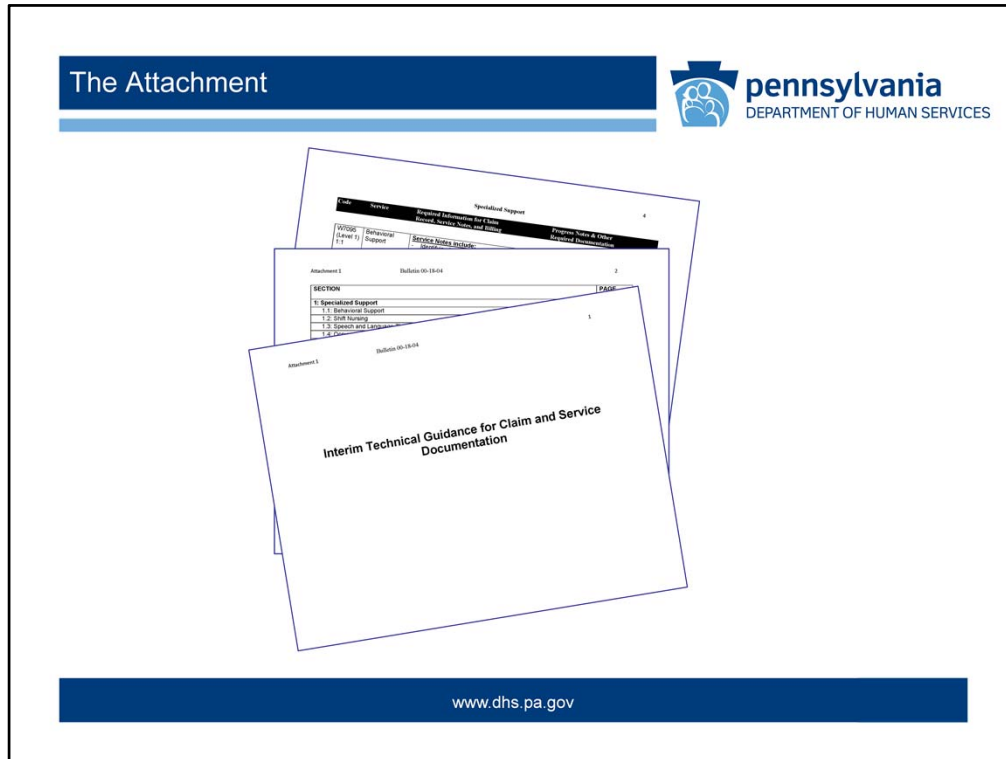 The Attachment
pennsylvania
DEPARTMENT OF HUMAN SERVICES
Specialized Support
4
Code Service Required Information for Claim Progress Notes & Other
Record, Service Notes, and Billing Required Documentation
W7095 Behavioral Service Notes include:
(Level 1) Support
1:1
Attachment 1 Bulletin 00-18-04 2
SECTION PAGE
1: Specialized Support
1.1: Behavioral Support
1.2: Shift Nursing
1.3: Speech and Language
1.4:
Attachment 1 Bulletin 00-18-04 1
Interim Technical Guidance for Claim and Service
Documentation
www.dhs.pa.gov